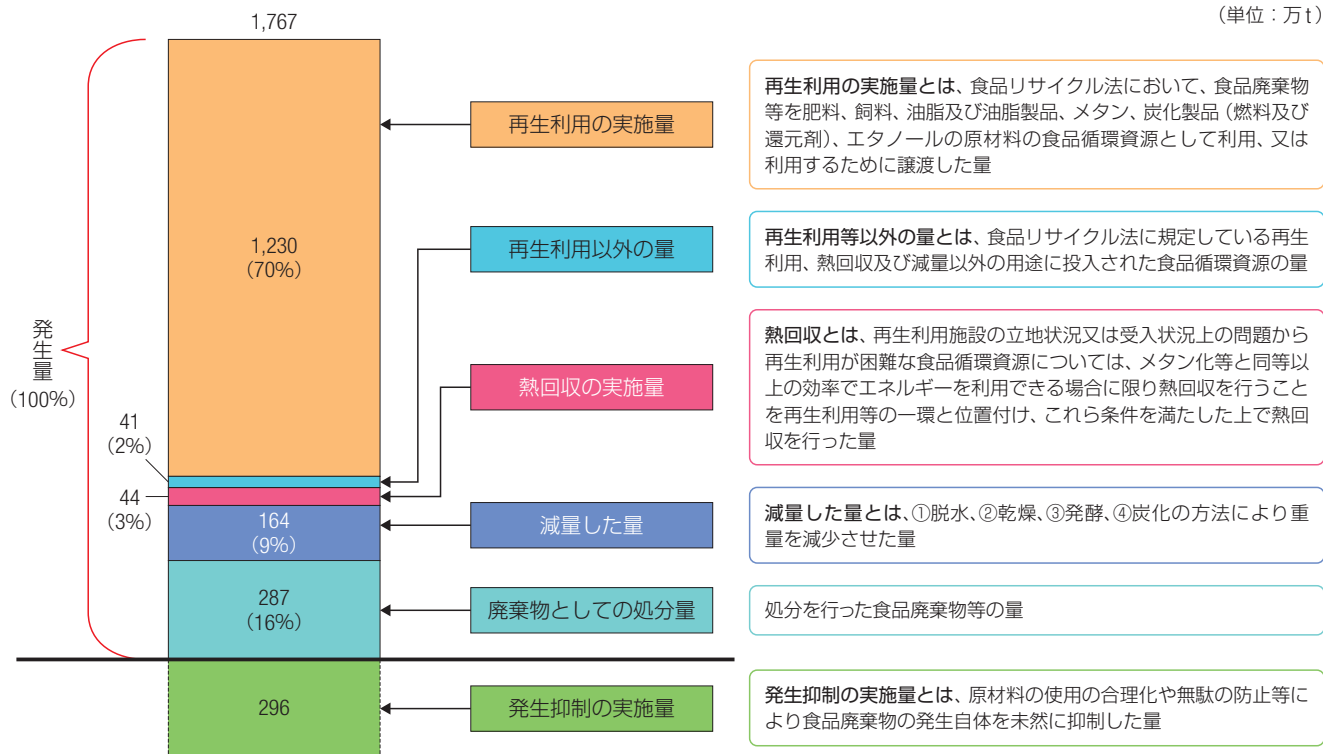 (単位:万t)
1,767
再生利用の実施量
再生利用の実施量とは、食品リサイクル法において、食品廃棄物
等を肥料、飼料、油脂及び油脂製品、メタン、炭化製品(燃料及び
還元剤)、エタノールの原材料の食品循環資源として利用、又は
利用するために譲渡した量
1,230
(70%)
再生利用以外の量
再生利用等以外の量とは、食品リサイクル法に規定している再生
利用、熱回収及び減量以外の用途に投入された食品循環資源の量
発生量
(100%)
熱回収の実施量
熱回収とは、再生利用施設の立地状況又は受入状況上の問題から
再生利用が困難な食品循環資源については、メタン化等と同等以
上の効率でエネルギーを利用できる場合に限り熱回収を行うこと
を再生利用等の一環と位置付け、これら条件を満たした上で熱回
収を行った量
41
(2%)
44
(3%)
164
(9%)
減量した量
減量した量とは、①脱水、②乾燥、③発酵、④炭化の方法により重
量を減少させた量
287
(16%)
廃棄物としての処分量
処分を行った食品廃棄物等の量
296
発生抑制の実施量
発生抑制の実施量とは、原材料の使用の合理化や無駄の防止等に
より食品廃棄物の発生自体を未然に抑制した量